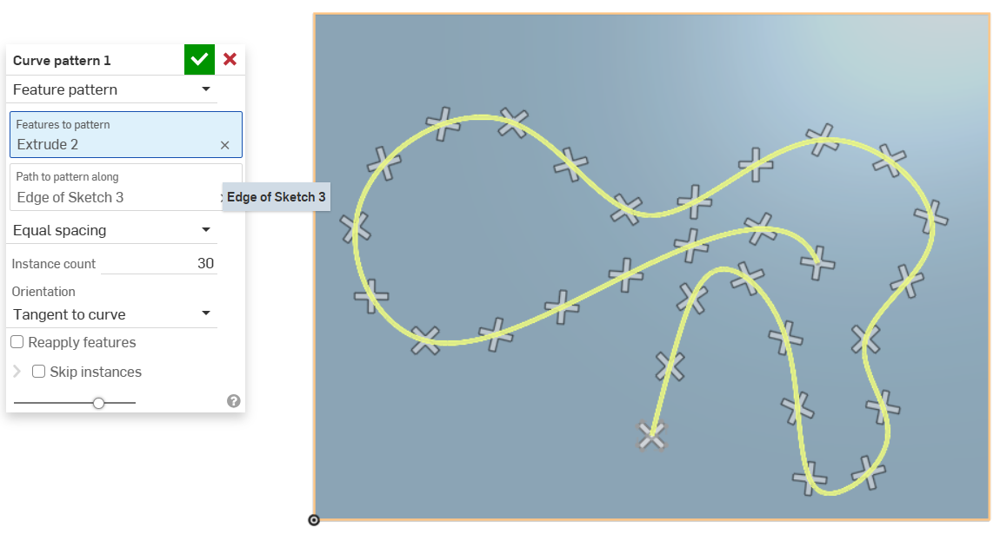 Curve pattern 1
Feature pattern
Features to pattern
Extrude 2
Path to pattern along
Edge of Sketch 3
Edge of Sketch 3
Equal spacing
Instance count 30
Orientation
Tangent to curve
Reapply features
Skip instances
?